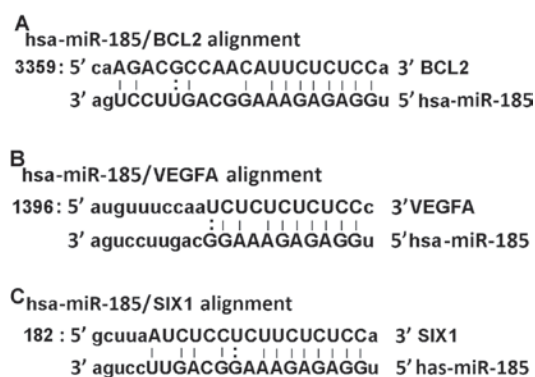 A
hsa-miR-185/BCL2 alignment
3359: 5' caAGACGCCAACAUUCUCUCCa 3' BCL2
3' agUCCUUGACGGAAAGAGAGGu 5' hsa-miR-185
B
hsa-miR-185/VEGFA alignment
1396: 5' auguuuccaaUCUCUCUCUCCc 3'VEGFA
3' aguccuugacGGAAAGAGAGGu 5'hsa-miR-185
C
hsa-miR-185/SIX1 alignment
182: 5' gcuuaAUCUCCUCUUCUCUCCa 3' SIX1
3' aguccUUGACGGAAAGAGAGGu 5' has-miR-185